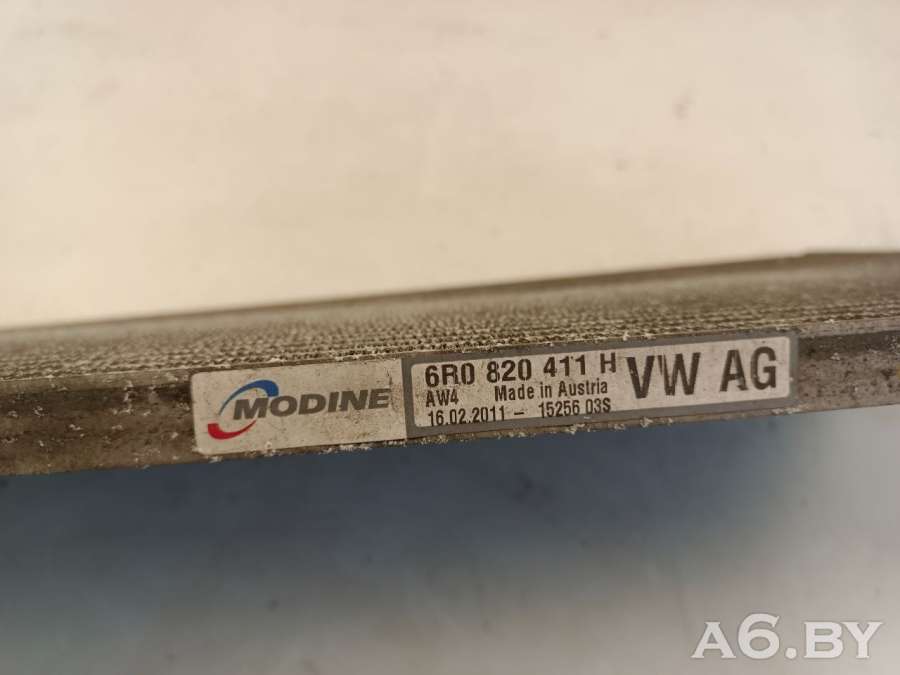 MODINE
6R0 820 411 H
AW4 Made in Austria
16.02.2011 - 15256 03S
VW AG
A6.BY